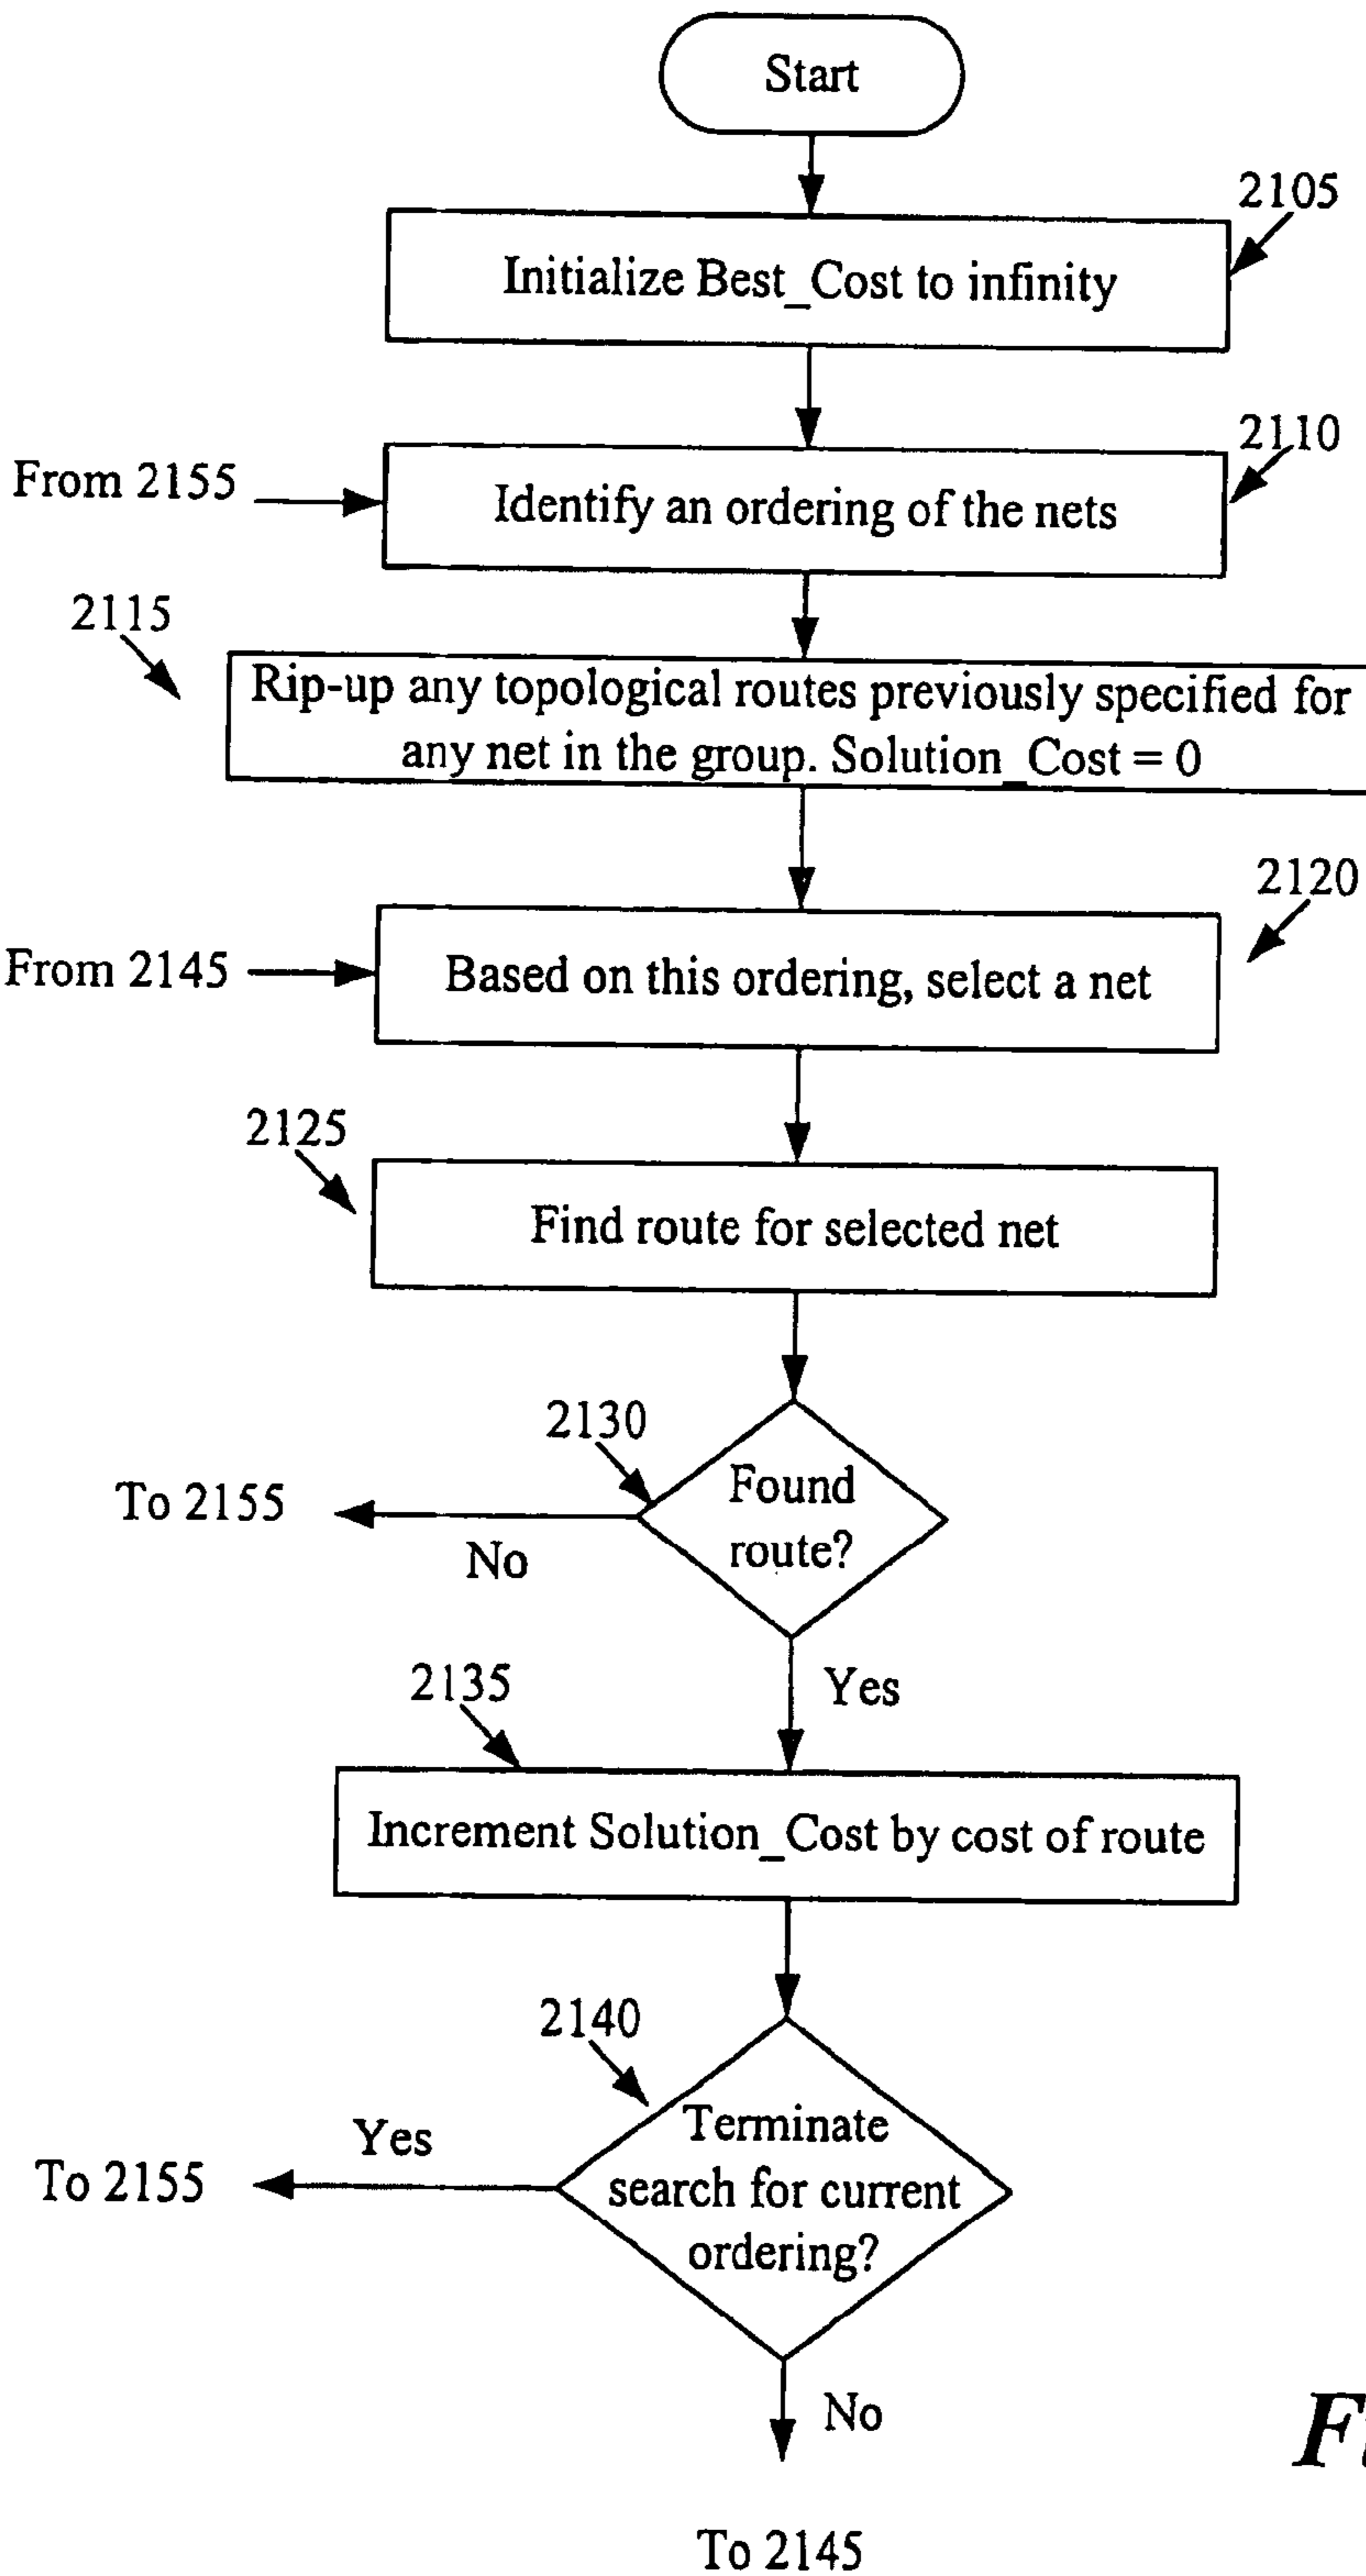 Start
2105
Initialize Best_Cost to infinity
2110
From 2155
Identify an ordering of the nets
2115
Rip-up any topological routes previously specified for
any net in the group. Solution_Cost = 0
2120
From 2145
Based on this ordering, select a net
2125
Find route for selected net
2130
Found
route?
To 2155
No
Yes
2135
Increment Solution_Cost by cost of route
2140
Terminate
search for current
ordering?
Yes
To 2155
No
To 2145